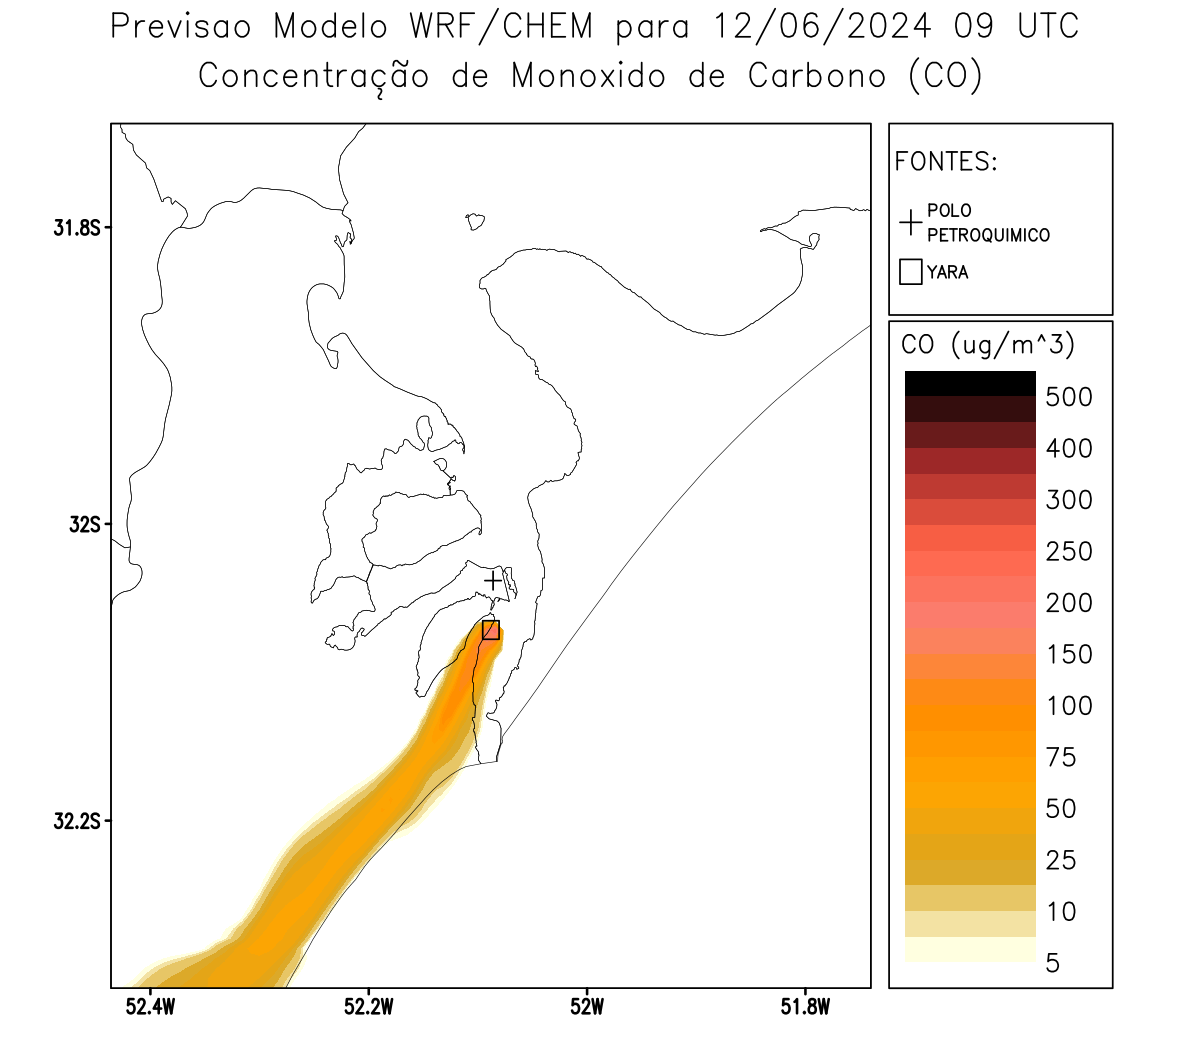 Previsao Modelo WRF/CHEM para 12/06/2024 09 UTC
Concentração de Monoxido de Carbono (CO)
FONTES:
POLO
PETROQUIMICO
YARA
CO (ug/m^3)
500
400
300
250
200
150
100
75
50
25
10
5
31.8S
32S
32.2S
52.4W
52.2W
52W
51.8W